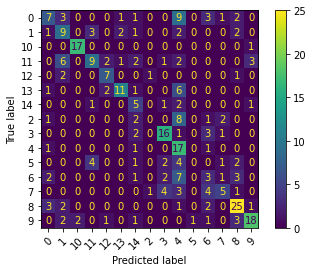 0 7 3 0 0 0 1 1 0 0 9 0 3 1 2 0
1 1 9 0 3 0 2 1 0 0 2 0 0 0 2 0
10 0 0 17 0 0 0 0 0 0 0 0 0 0 0 1
11 0 6 0 9 2 1 2 0 1 2 0 0 0 0 3
12 0 2 0 0 7 0 0 0 0 1 0 0 0 2 0
13 1 0 0 0 2 11 1 0 0 6 0 0 0 0 0
14 0 0 0 1 0 0 5 0 1 2 0 0 0 0 1
2 1 0 0 0 0 0 0 2 0 8 0 1 2 0 0
3 0 0 0 0 0 0 0 2 16 1 0 3 1 0 0
4 1 0 0 0 0 0 0 0 0 17 0 1 0 0 0
5 0 0 0 4 0 0 1 0 2 4 0 0 1 2 0
6 2 0 0 0 0 0 1 0 2 7 0 1 1 3 0
7 0 0 0 0 0 0 0 1 4 3 0 4 5 1 0
8 3 2 0 0 0 0 1 0 0 2 0 0 0 25 1
9 0 2 2 0 1 1 0 0 0 0 1 1 3 18
0 1 10 11 12 13 14 2 3 4 5 6 7 8 9
True label
Predicted label
25
20
15
10
5
0